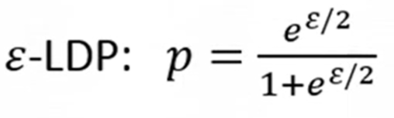 ε-LDP: p = e^{ε/2} / (1+e^{ε/2})